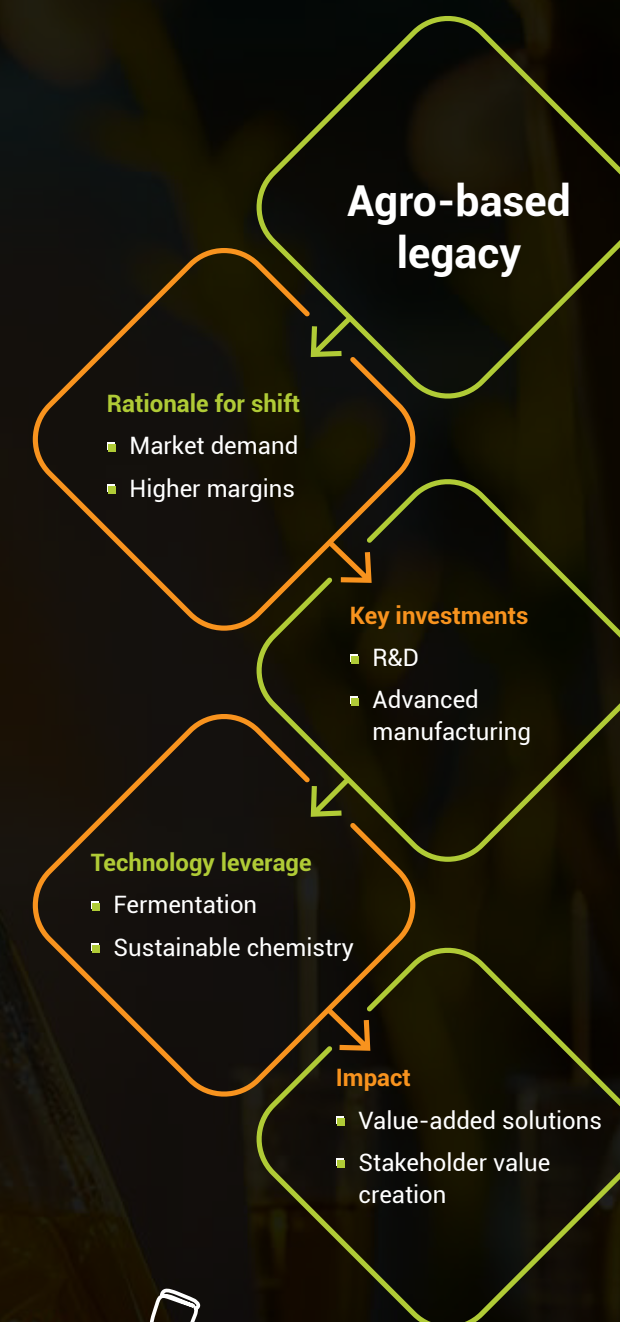 Agro-based
legacy
Rationale for shift
Market demand
Higher margins
Key investments
R&D
Advanced
manufacturing
Technology leverage
Fermentation
Sustainable chemistry
Impact
Value-added solutions
Stakeholder value
creation